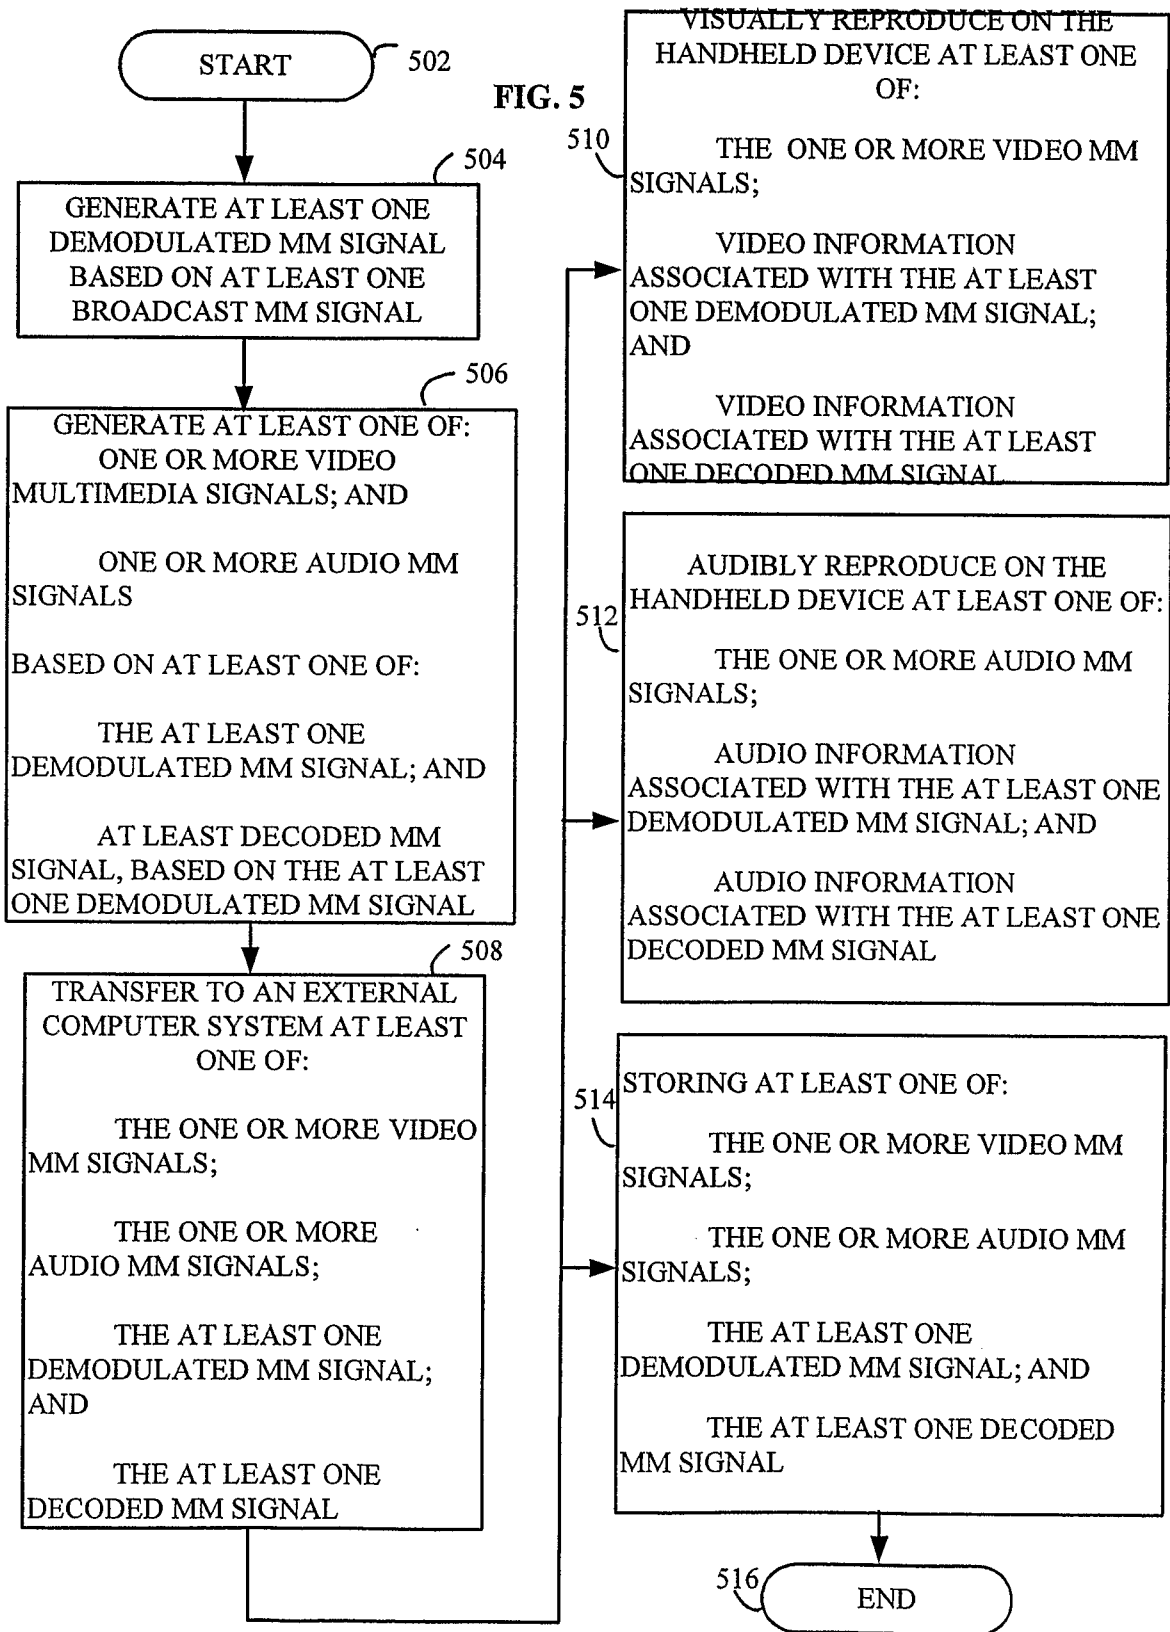 START
502
FIG. 5
504
GENERATE AT LEAST ONE
DEMODULATED MM SIGNAL
BASED ON AT LEAST ONE
BROADCAST MM SIGNAL
506
GENERATE AT LEAST ONE OF:
ONE OR MORE VIDEO
MULTIMEDIA SIGNALS; AND
ONE OR MORE AUDIO MM
SIGNALS
BASED ON AT LEAST ONE OF:
THE AT LEAST ONE
DEMODULATED MM SIGNAL; AND
AT LEAST DECODED MM
SIGNAL, BASED ON THE AT LEAST
ONE DEMODULATED MM SIGNAL
508
TRANSFER TO AN EXTERNAL
COMPUTER SYSTEM AT LEAST
ONE OF:
THE ONE OR MORE VIDEO
MM SIGNALS;
THE ONE OR MORE
AUDIO MM SIGNALS;
THE AT LEAST ONE
DEMODULATED MM SIGNAL;
AND
THE AT LEAST ONE
DECODED MM SIGNAL
510
VISUALLY REPRODUCE ON THE
HANDHELD DEVICE AT LEAST ONE
OF:
THE ONE OR MORE VIDEO MM
SIGNALS;
VIDEO INFORMATION
ASSOCIATED WITH THE AT LEAST
ONE DEMODULATED MM SIGNAL;
AND
VIDEO INFORMATION
ASSOCIATED WITH THE AT LEAST
ONE DECODED MM SIGNAL
512
AUDIBLY REPRODUCE ON THE
HANDHELD DEVICE AT LEAST ONE OF:
THE ONE OR MORE AUDIO MM
SIGNALS;
AUDIO INFORMATION
ASSOCIATED WITH THE AT LEAST ONE
DEMODULATED MM SIGNAL; AND
AUDIO INFORMATION
ASSOCIATED WITH THE AT LEAST ONE
DECODED MM SIGNAL
514
STORING AT LEAST ONE OF:
THE ONE OR MORE VIDEO MM
SIGNALS;
THE ONE OR MORE AUDIO MM
SIGNALS;
THE AT LEAST ONE
DEMODULATED MM SIGNAL; AND
THE AT LEAST ONE DECODED
MM SIGNAL
516
END